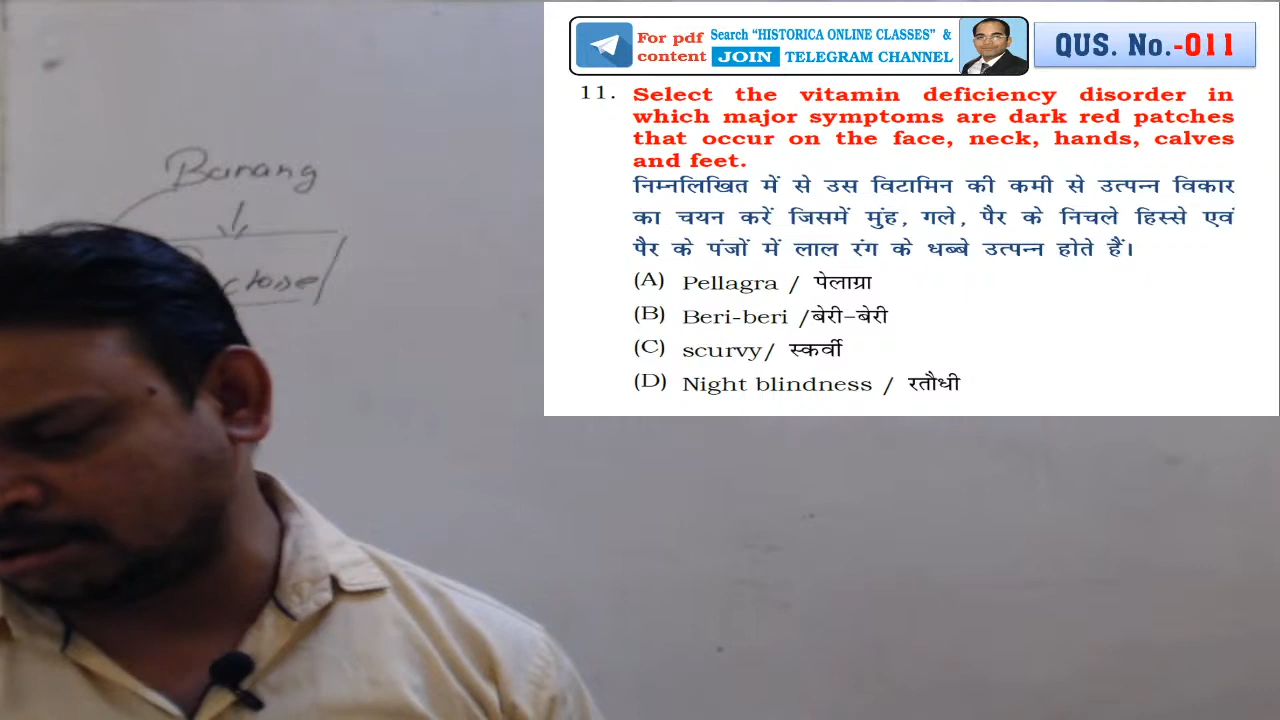 For pdf content
Search "HISTORICA ONLINE CLASSES" &
JOIN TELEGRAM CHANNEL
QUS. No.-011
11. Select the vitamin deficiency disorder in
which major symptoms are dark red patches
that occur on the face, neck, hands, calves
and feet.
निम्नलिखित में से उस विटामिन की कमी से उत्पन्न विकार
का चयन करें जिसमें मुंह, गले, पैर के निचले हिस्से एवं
पैर के पंजों में लाल रंग के धब्बे उत्पन्न होते हैं।
(A) Pellagra / पेलाग्रा
(B) Beri-beri /बेरी-बेरी
(C) scurvy/ स्कर्वी
(D) Night blindness / रतौधी
Barang